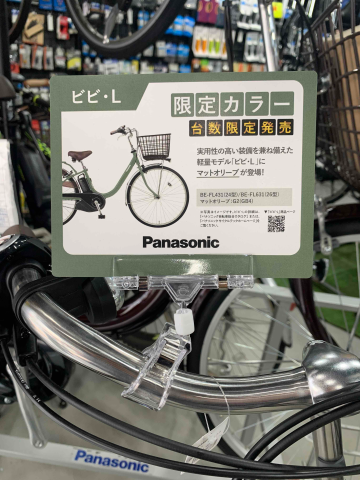 ビビ・L
限定カラー
台数限定発売
実用性の高い装備を兼ね備えた
軽量モデル「ビビ・L」に
マットオリーブ が登場!
BE-FL431(24型)/BE-FL631(26型)
マットオリーブ:G2(GB4)
Panasonic
Panasonic